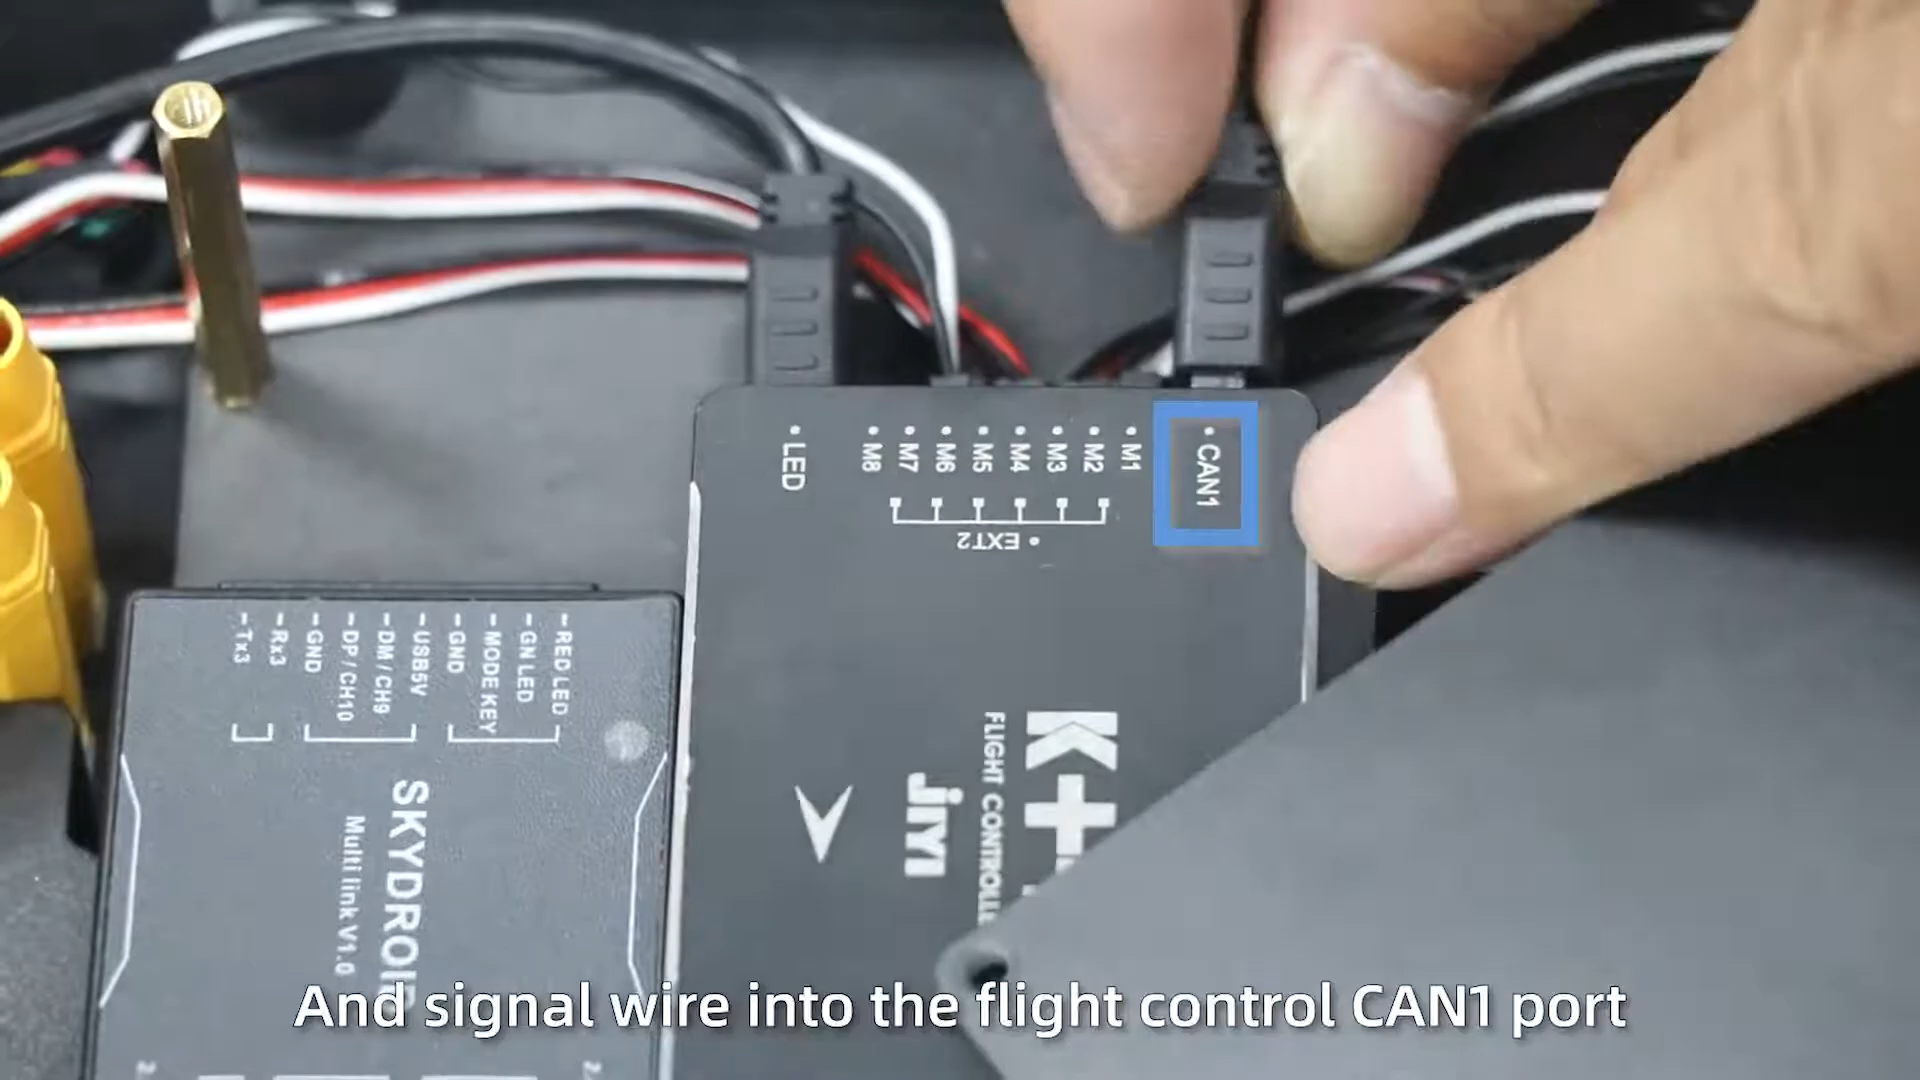 LED
M8
M7
M6
M5
M4
M3
M2
M1
CAN1
EXT2
Tx3
Rx3
GND
DP/CH10
DM/CH9
USB5V
GND
MODE KEY
GN LED
RED LED
SKYDROID
Multi link V1.0
JIYI
FLIGHT CONTROLLE
K+
And signal wire into the flight control CAN1 port